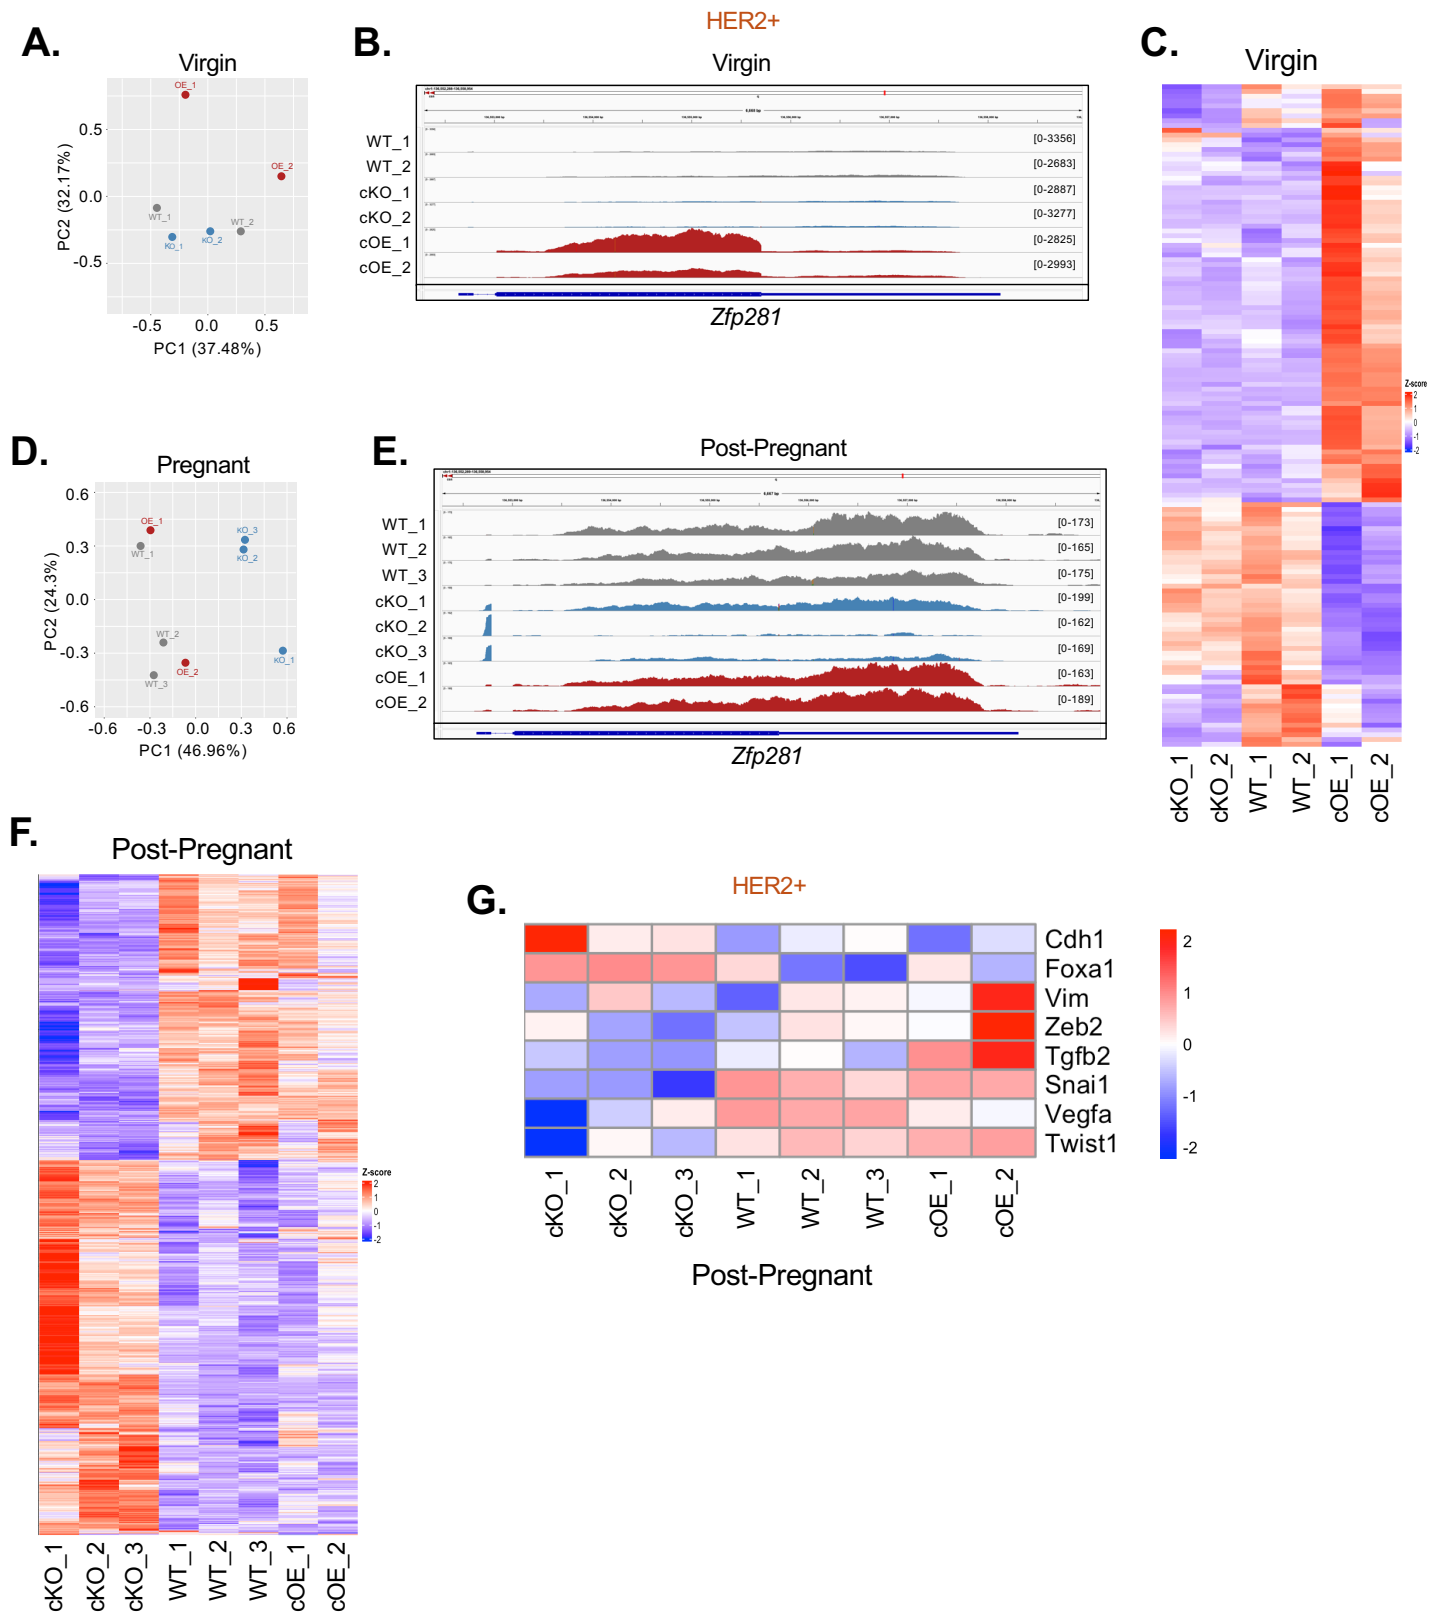 HER2+
A.
Virgin
OE_1
OE_2
WT_1
KO_1
KO_2
WT_2
0.5
0.0
-0.5
PC2 (32.17%)
-0.5 0.0 0.5
PC1 (37.48%)
B.
Virgin
WT_1 [0-3356]
WT_2 [0-2683]
cKO_1 [0-2887]
cKO_2 [0-3277]
cOE_1 [0-2825]
cOE_2 [0-2993]
Zfp281
C.
Virgin
Z-score
2
1
0
-1
-2
cKO_1 cKO_2 WT_1 WT_2 cOE_1 cOE_2
D.
Pregnant
OE_1
WT_1
KO_3
KO_2
WT_2
OE_2
WT_3
KO_1
0.6
0.3
0.0
-0.3
-0.6
PC2 (24.3%)
-0.6 -0.3 0.0 0.3 0.6
PC1 (46.96%)
E.
Post-Pregnant
WT_1 [0-173]
WT_2 [0-165]
WT_3 [0-175]
cKO_1 [0-199]
cKO_2 [0-162]
cKO_3 [0-169]
cOE_1 [0-163]
cOE_2 [0-189]
Zfp281
F.
Post-Pregnant
Z-score
2
1
0
-1
-2
cKO_1 cKO_2 cKO_3 WT_1 WT_2 WT_3 cOE_1 cOE_2
G.
HER2+
Cdh1
Foxa1
Vim
Zeb2
Tgfb2
Snai1
Vegfa
Twist1
2
1
0
-1
-2
cKO_1 cKO_2 cKO_3 WT_1 WT_2 WT_3 cOE_1 cOE_2
Post-Pregnant